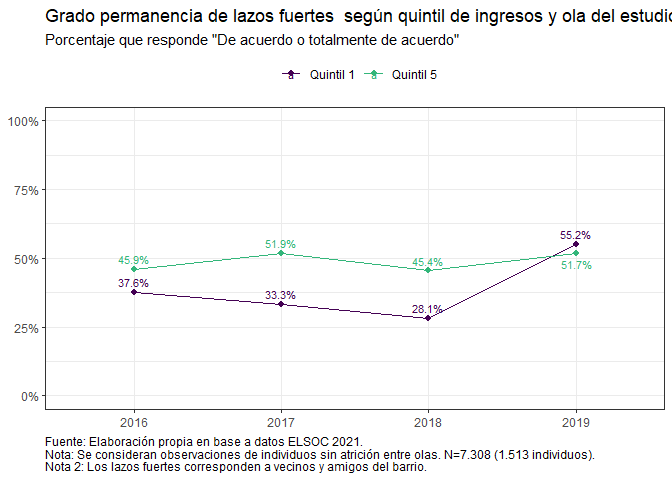 Grado permanencia de lazos fuertes  según quintil de ingresos y ola del estudio
Porcentaje que responde "De acuerdo o totalmente de acuerdo"
a Quintil 1 a Quintil 5
100%
75%
50%
25%
0%
45.9%
51.9%
45.4%
51.7%
37.6%
33.3%
28.1%
55.2%
2016 2017 2018 2019
Fuente: Elaboración propia en base a datos ELSOC 2021.
Nota: Se consideran observaciones de individuos sin atrición entre olas. N=7.308 (1.513 individuos).
Nota 2: Los lazos fuertes corresponden a vecinos y amigos del barrio.